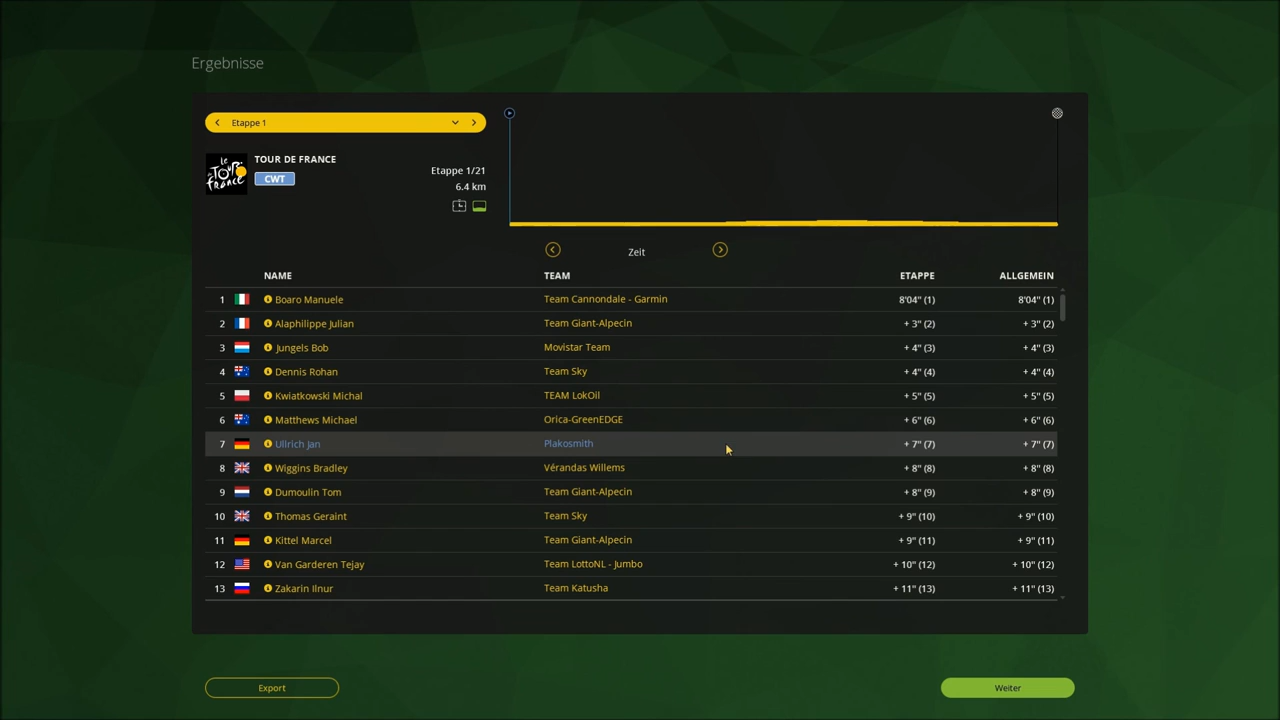 Ergebnisse
Etappe 1
le Tour de france
TOUR DE FRANCE
CWT
Etappe 1/21
6.4 km
Zeit
NAME TEAM ETAPPE ALLGEMEIN
1 Boaro Manuele Team Cannondale - Garmin 8'04" (1) 8'04" (1)
2 Alaphilippe Julian Team Giant-Alpecin + 3" (2) + 3" (2)
3 Jungels Bob Movistar Team + 4" (3) + 4" (3)
4 Dennis Rohan Team Sky + 4" (4) + 4" (4)
5 Kwiatkowski Michal TEAM LokOil + 5" (5) + 5" (5)
6 Matthews Michael Orica-GreenEDGE + 6" (6) + 6" (6)
7 Ullrich Jan Plakosmith + 7" (7) + 7" (7)
8 Wiggins Bradley Vérandas Willems + 8" (8) + 8" (8)
9 Dumoulin Tom Team Giant-Alpecin + 8" (9) + 8" (9)
10 Thomas Geraint Team Sky + 9" (10) + 9" (10)
11 Kittel Marcel Team Giant-Alpecin + 9" (11) + 9" (11)
12 Van Garderen Tejay Team LottoNL - Jumbo + 10" (12) + 10" (12)
13 Zakarin Ilnur Team Katusha + 11" (13) + 11" (13)
Export
Weiter